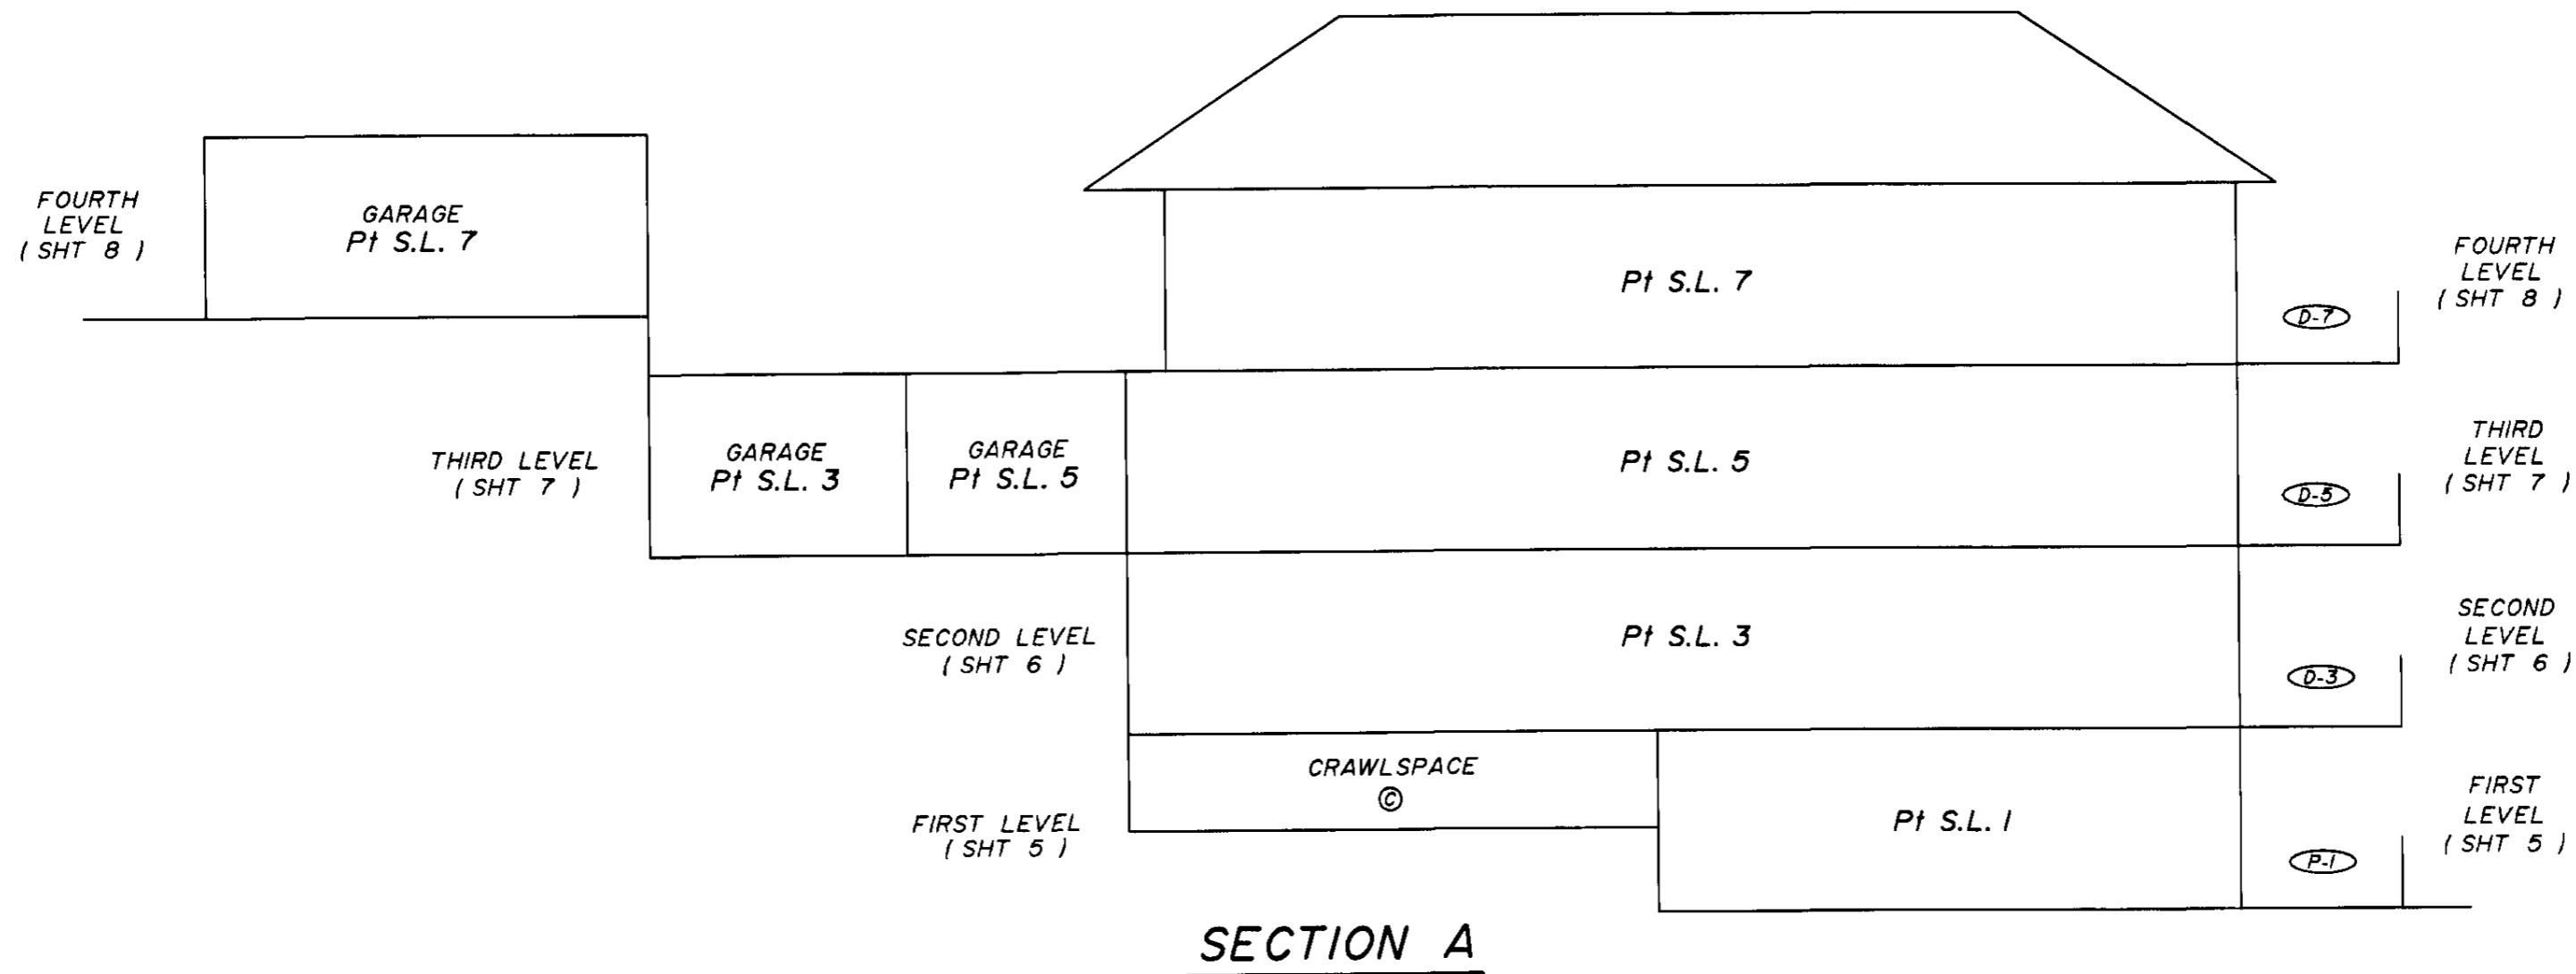 FOURTH
LEVEL
( SHT 8 )
GARAGE
Pt S.L. 7
Pt S.L. 7
D-7
FOURTH
LEVEL
( SHT 8 )
THIRD LEVEL
( SHT 7 )
GARAGE
Pt S.L. 3
GARAGE
Pt S.L. 5
Pt S.L. 5
D-5
THIRD
LEVEL
( SHT 7 )
SECOND LEVEL
( SHT 6 )
Pt S.L. 3
D-3
SECOND
LEVEL
( SHT 6 )
FIRST LEVEL
( SHT 5 )
CRAWLSPACE
©
Pt S.L. 1
P-1
FIRST
LEVEL
( SHT 5 )
SECTION A